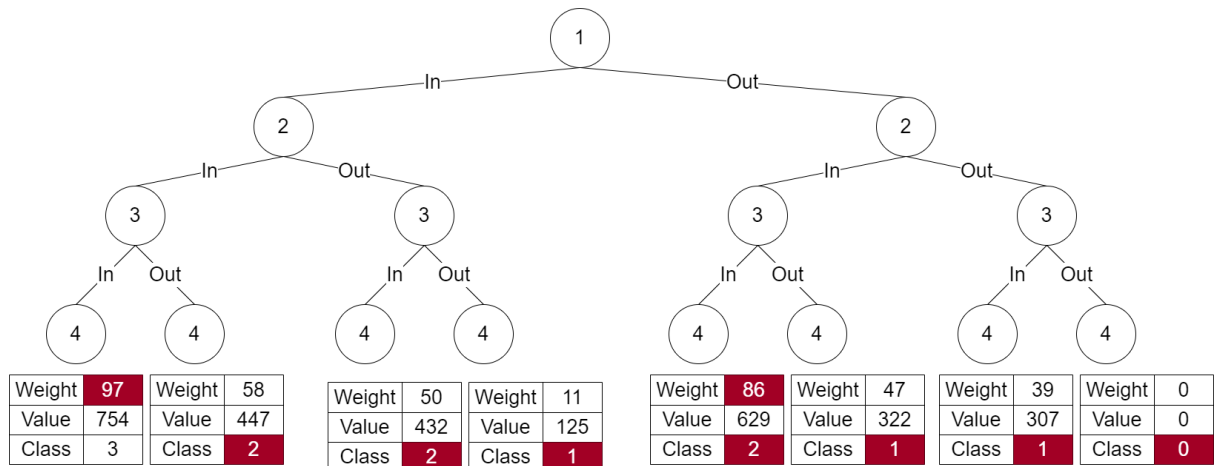 1
In Out
2 2
In Out In Out
3 3 3 3
In Out In Out In Out In Out
4 4 4 4 4 4 4 4
Weight 97 Weight 58 Weight 50 Weight 11 Weight 86 Weight 47 Weight 39 Weight 0
Value 754 Value 447 Value 432 Value 125 Value 629 Value 322 Value 307 Value 0
Class 3 Class 2 Class 2 Class 1 Class 2 Class 1 Class 1 Class 0